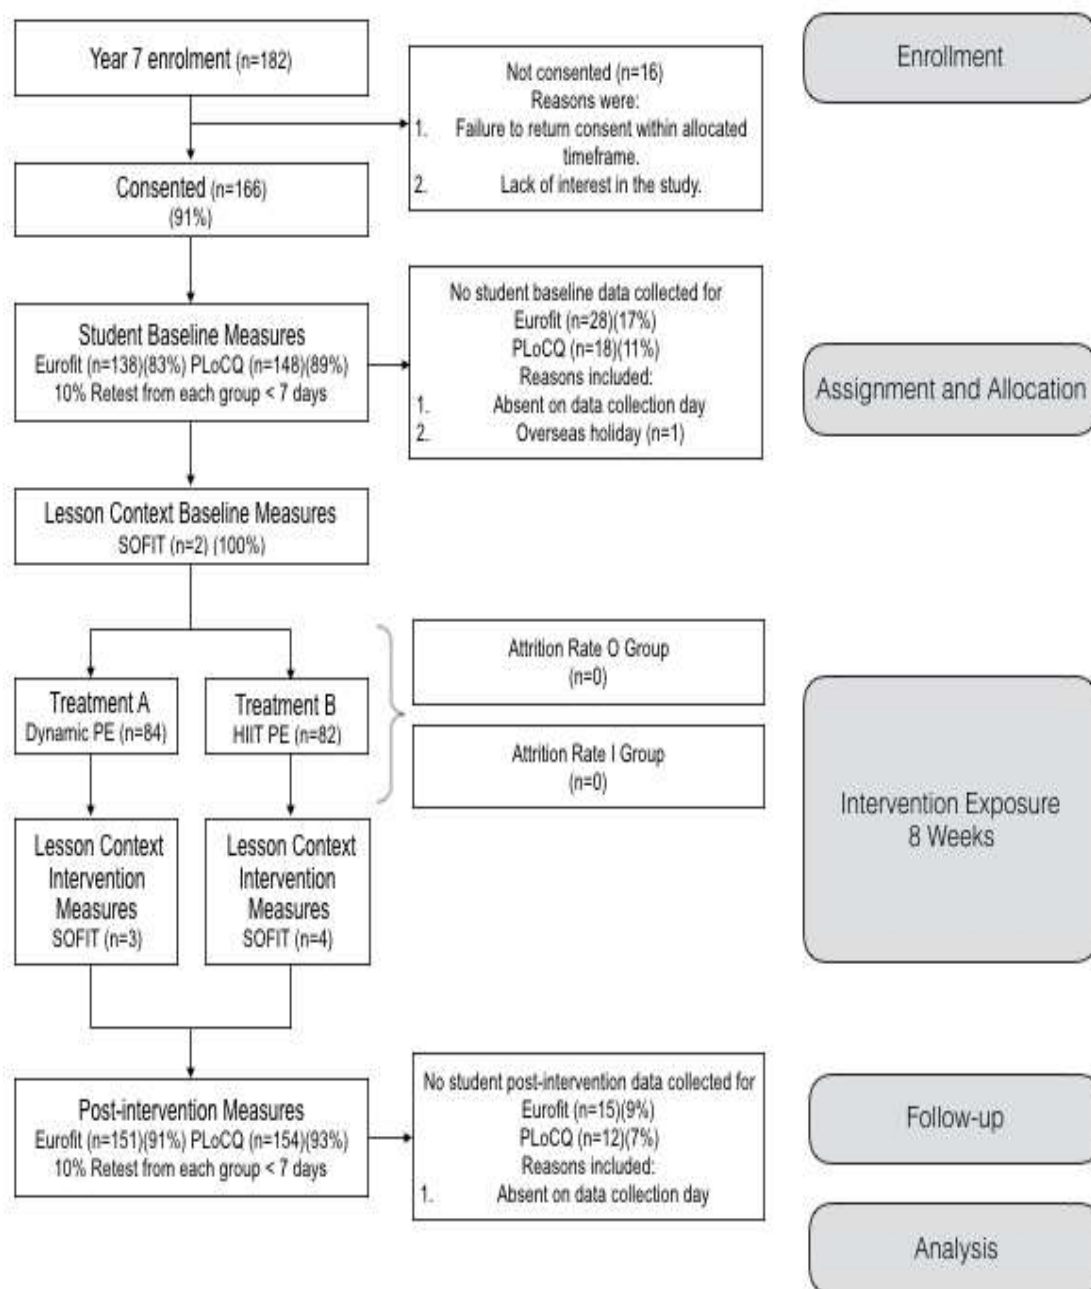 Year 7 enrolment (n=182)
Enrollment
Not consented (n=16)
Reasons were:
1. Failure to return consent within allocated
timeframe.
2. Lack of interest in the study.
Consented (n=166)
(91%)
No student baseline data collected for
Eurofit (n=28)(17%)
PLoCQ (n=18)(11%)
Reasons included:
1. Absent on data collection day
2. Overseas holiday (n=1)
Student Baseline Measures
Eurofit (n=138)(83%) PLoCQ (n=148)(89%)
10% Retest from each group < 7 days
Assignment and Allocation
Lesson Context Baseline Measures
SOFIT (n=2) (100%)
Treatment A
Dynamic PE (n=84)
Treatment B
HIIT PE (n=82)
Attrition Rate O Group
(n=0)
Attrition Rate I Group
(n=0)
Intervention Exposure
8 Weeks
Lesson Context
Intervention
Measures
SOFIT (n=3)
Lesson Context
Intervention
Measures
SOFIT (n=4)
Post-intervention Measures
Eurofit (n=151)(91%) PLoCQ (n=154)(93%)
10% Retest from each group < 7 days
No student post-intervention data collected for
Eurofit (n=15)(9%)
PLoCQ (n=12)(7%)
Reasons included:
1. Absent on data collection day
Follow-up
Analysis